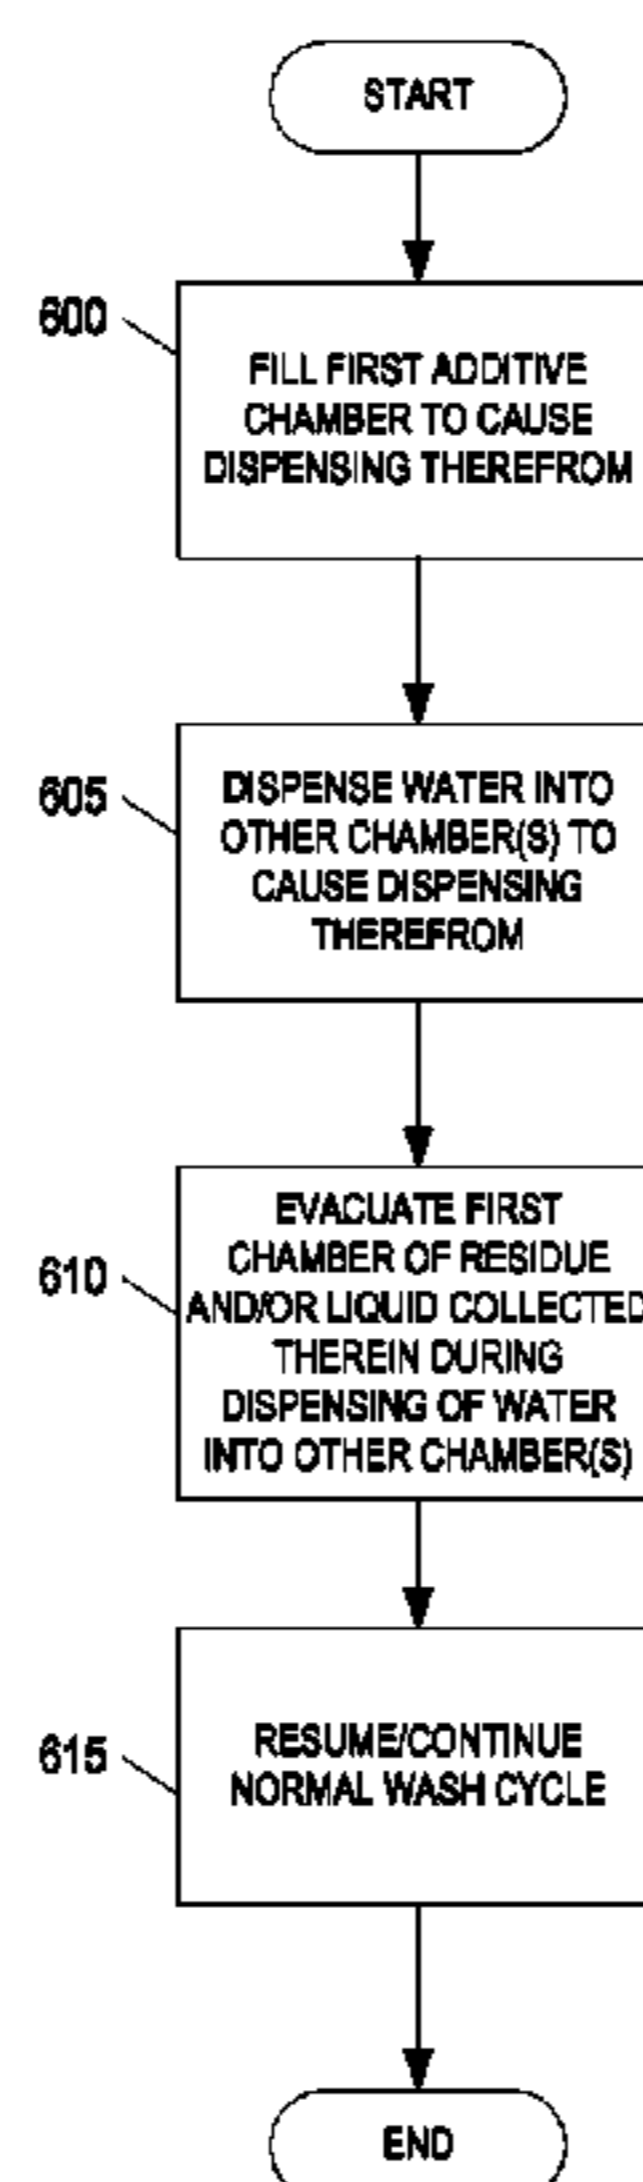 START
600
FILL FIRST ADDITIVE
CHAMBER TO CAUSE
DISPENSING THEREFROM
605
DISPENSE WATER INTO
OTHER CHAMBER(S) TO
CAUSE DISPENSING
THEREFROM
610
EVACUATE FIRST
CHAMBER OF RESIDUE
AND/OR LIQUID COLLECTED
THEREIN DURING
DISPENSING OF WATER
INTO OTHER CHAMBER(S)
615
RESUME/CONTINUE
NORMAL WASH CYCLE
END